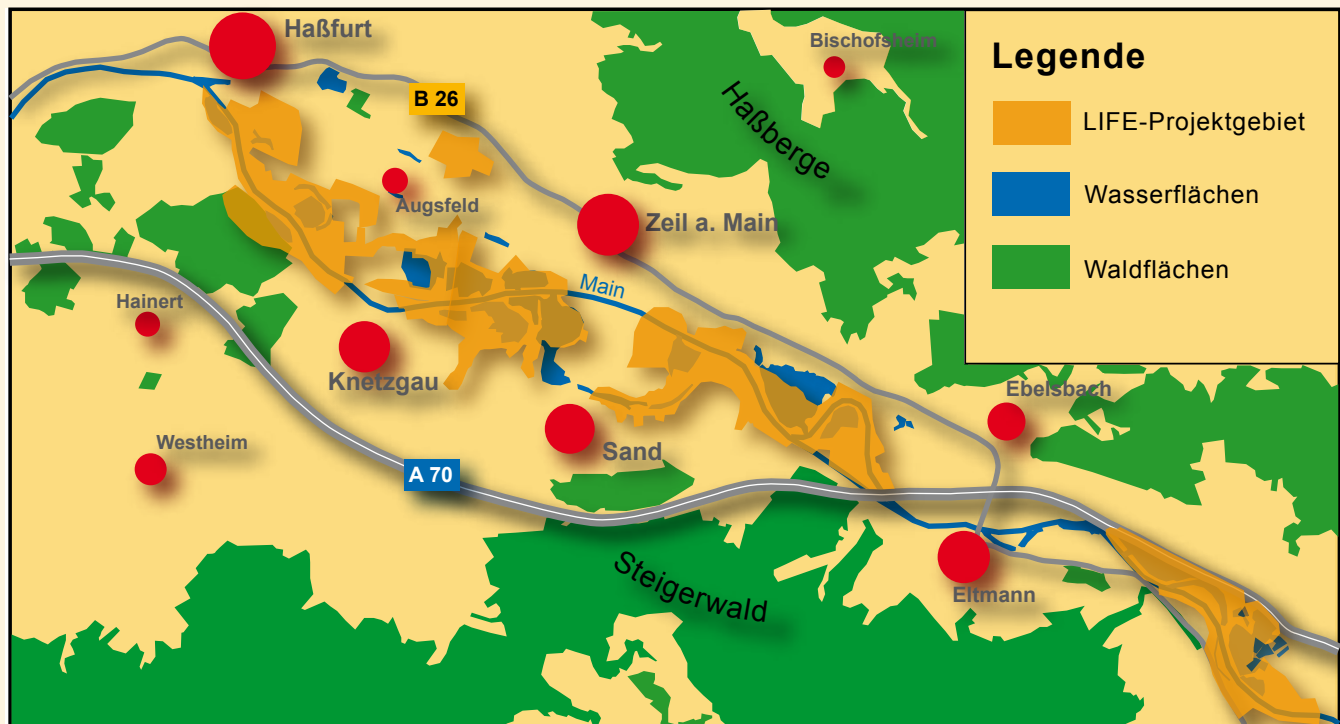 Haßfurt
Bischofsheim
Legende
B 26
Haßberge
LIFE-Projektgebiet
Augsfeld
Wasserflächen
Zeil a. Main
Main
Waldflächen
Hainert
Knetzgau
Ebelsbach
Westheim
Sand
A 70
Steigerwald
Eltmann